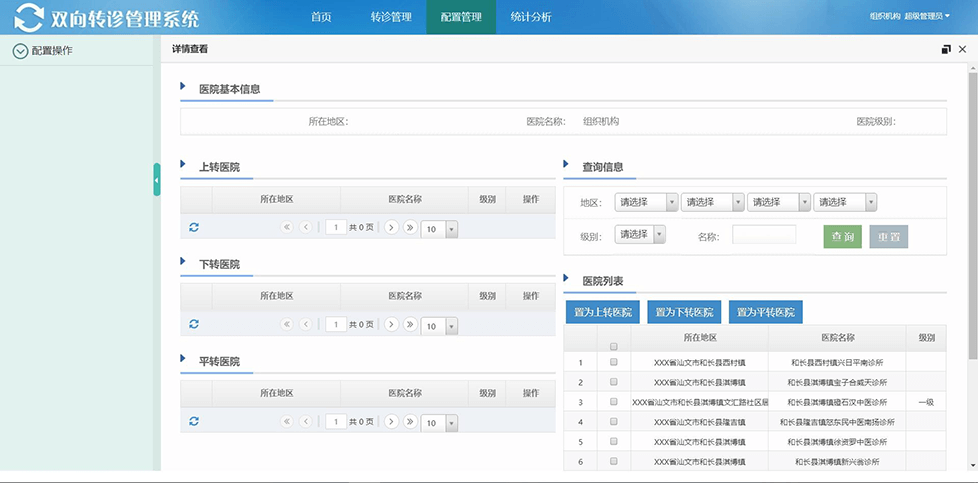 双向转诊管理系统
首页 转诊管理 配置管理 统计分析
组织机构 超级管理员
配置操作
详情查看
医院基本信息
所在地区： 医院名称： 组织机构 医院级别：
上转医院
所在地区 医院名称 级别 操作
1 共 0 页 10
下转医院
所在地区 医院名称 级别 操作
1 共 0 页 10
平转医院
所在地区 医院名称 级别 操作
1 共 0 页 10
查询信息
地区： 请选择 请选择 请选择 请选择
级别： 请选择 名称： 查询 重置
医院列表
置为上转医院 置为下转医院 置为平转医院
所在地区 医院名称 级别
1 XXX省汕文市和长县西村镇 和长县西村镇兴日平南诊所
2 XXX省汕文市和长县淇博镇 和长县淇博镇宝子台威天诊所
3 XXX省汕文市和长县淇博镇文汇路社区居 和长县淇博镇磴石汉中医诊所 一级
4 XXX省汕文市和长县隆吉镇 和长县隆吉镇怒东民中医南扬诊所
5 XXX省汕文市和长县淇博镇 和长县淇博镇徐资罗中医诊所
6 XXX省汕文市和长县淇博镇 和长县淇博镇新兴翁诊所